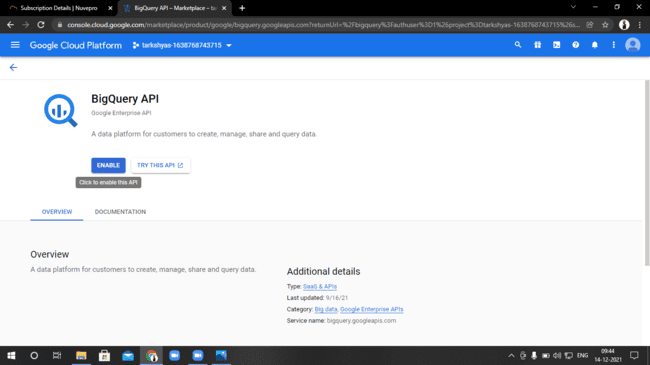 Subscription Details | Nuvepro
BigQuery API – Marketplace – ta
console.cloud.google.com/marketplace/product/google/bigquery.googleapis.com?returnUrl=%2Fbigquery%3Fauthuser%3D1%26project%3Dtarkshyas-1638768743715%26s...
Google Cloud Platform
tarkshyas-1638768743715
BigQuery API
Google Enterprise API
A data platform for customers to create, manage, share and query data.
ENABLE
TRY THIS API
Click to enable this API
OVERVIEW
DOCUMENTATION
Overview
A data platform for customers to create, manage, share and query data.
Additional details
Type: SaaS & APIs
Last updated: 9/16/21
Category: Big data, Google Enterprise APIs
Service name: bigquery.googleapis.com
ENG
09:44
14-12-2021